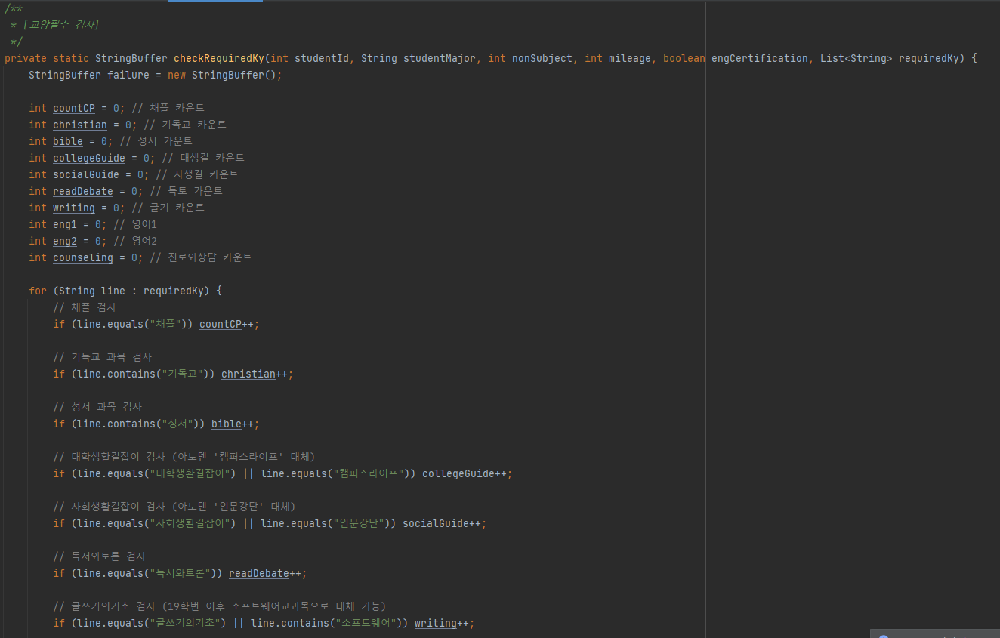 /**
* [교양필수 검사]
*/
private static StringBuffer checkRequiredKy(int studentId, String studentMajor, int nonSubject, int mileage, boolean engCertification, List<String> requiredKy) {
StringBuffer failure = new StringBuffer();
int countCP = 0; // 채플 카운트
int christian = 0; // 기독교 카운트
int bible = 0; // 성서 카운트
int collegeGuide = 0; // 대생길 카운트
int socialGuide = 0; // 사생길 카운트
int readDebate = 0; // 독토 카운트
int writing = 0; // 글기 카운트
int eng1 = 0; // 영어1
int eng2 = 0; // 영어2
int counseling = 0; // 진로와상담 카운트
for (String line : requiredKy) {
// 채플 검사
if (line.equals("채플")) countCP++;
// 기독교 과목 검사
if (line.contains("기독교")) christian++;
// 성서 과목 검사
if (line.contains("성서")) bible++;
// 대학생활길잡이 검사 (아노덴 '캠퍼스라이프' 대체)
if (line.equals("대학생활길잡이") || line.equals("캠퍼스라이프")) collegeGuide++;
// 사회생활길잡이 검사 (아노덴 '인문강단' 대체)
if (line.equals("사회생활길잡이") || line.equals("인문강단")) socialGuide++;
// 독서와토론 검사
if (line.equals("독서와토론")) readDebate++;
// 글쓰기의기초 검사 (19학번 이후 소프트웨어교과목으로 대체 가능)
if (line.equals("글쓰기의기초") || line.contains("소프트웨어")) writing++;